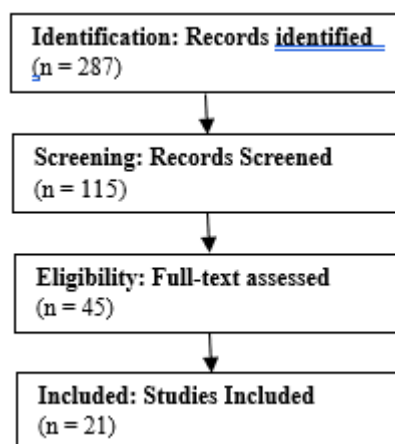 Identification: Records identified
(n = 287)
Screening: Records Screened
(n = 115)
Eligibility: Full-text assessed
(n = 45)
Included: Studies Included
(n = 21)